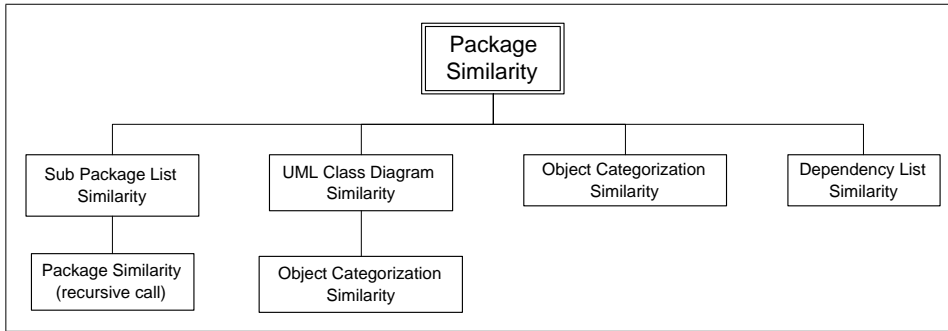 Package
Similarity
Sub Package List
Similarity
UML Class Diagram
Similarity
Object Categorization
Similarity
Dependency List
Similarity
Package Similarity
(recursive call)
Object Categorization
Similarity